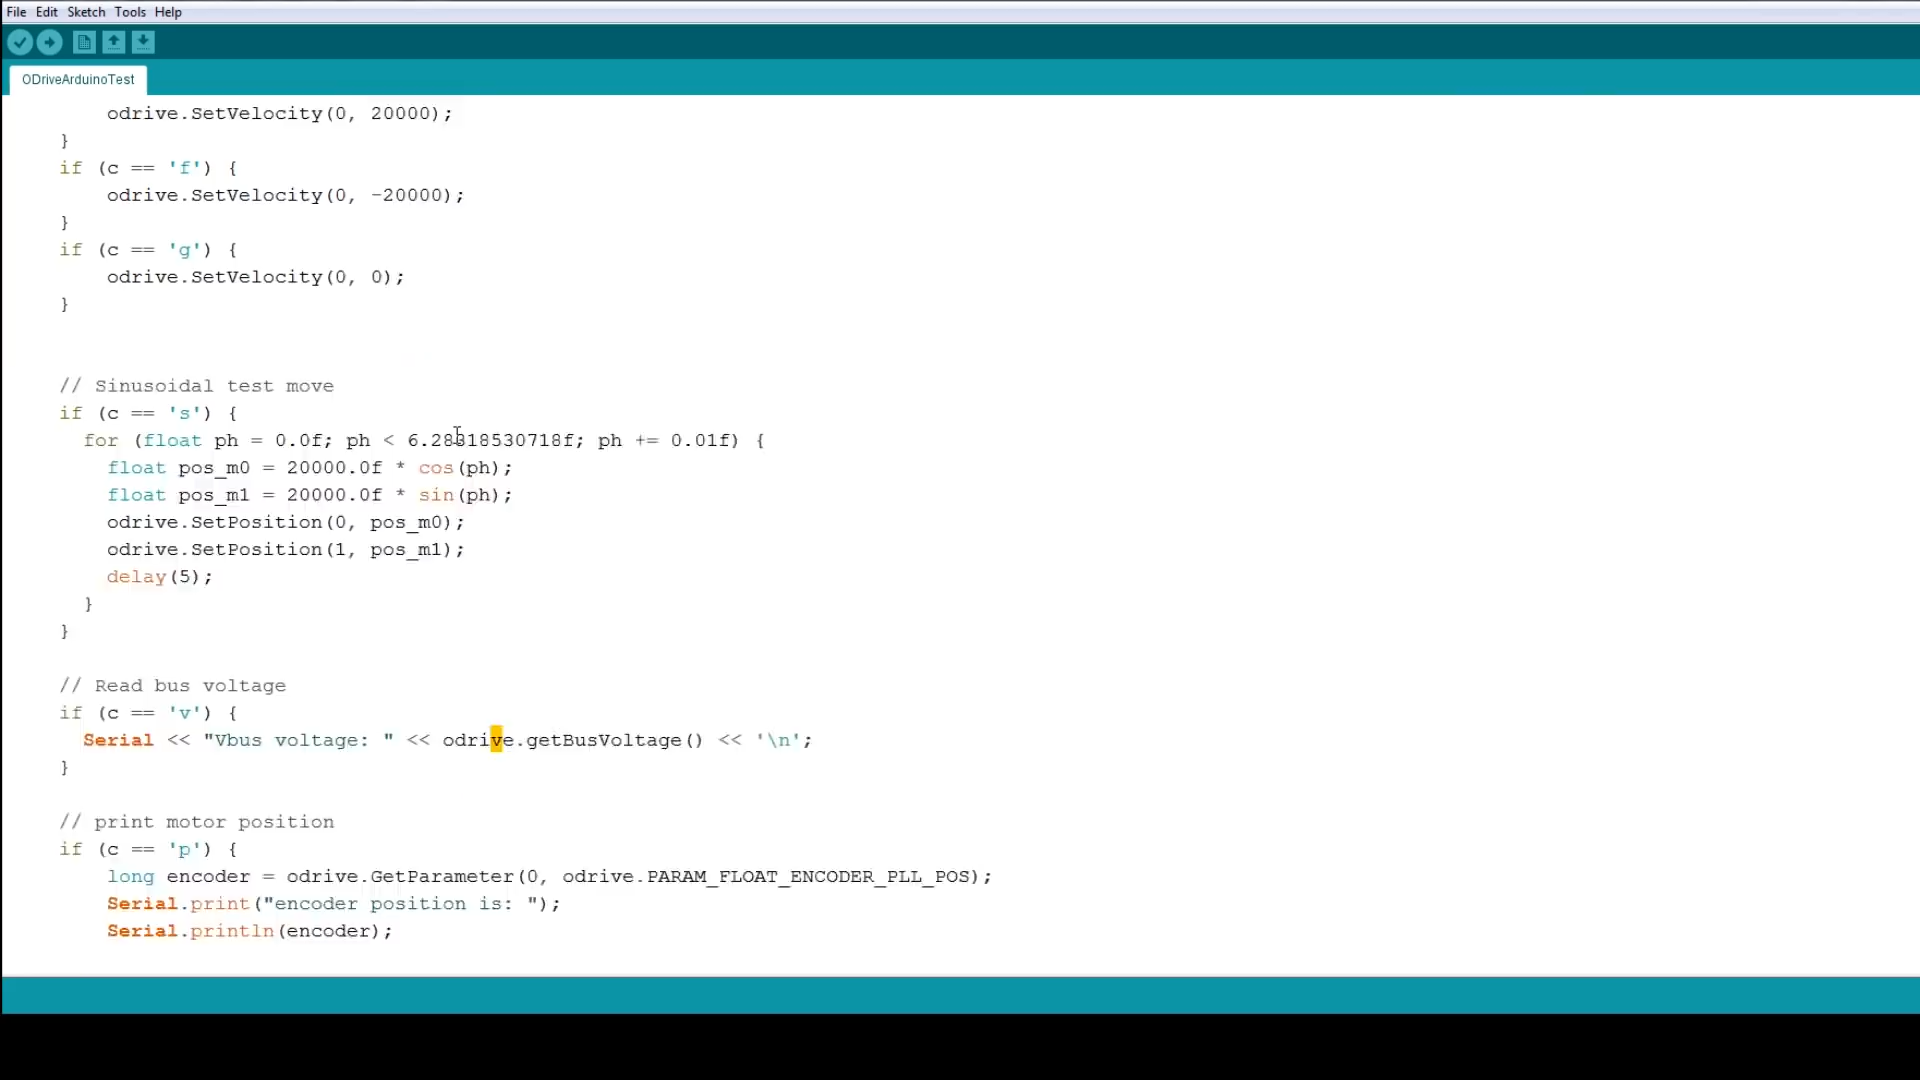 File Edit Sketch Tools Help
ODriveArduinoTest
odrive.SetVelocity(0, 20000);
}
if (c == 'f') {
odrive.SetVelocity(0, -20000);
}
if (c == 'g') {
odrive.SetVelocity(0, 0);
}
// Sinusoidal test move
if (c == 's') {
for (float ph = 0.0f; ph < 6.28318530718f; ph += 0.01f) {
float pos_m0 = 20000.0f * cos(ph);
float pos_m1 = 20000.0f * sin(ph);
odrive.SetPosition(0, pos_m0);
odrive.SetPosition(1, pos_m1);
delay(5);
}
}
// Read bus voltage
if (c == 'v') {
Serial << "Vbus voltage: " << odrive.getBusVoltage() << '\n';
}
// print motor position
if (c == 'p') {
long encoder = odrive.GetParameter(0, odrive.PARAM_FLOAT_ENCODER_PLL_POS);
Serial.print("encoder position is: ");
Serial.println(encoder);